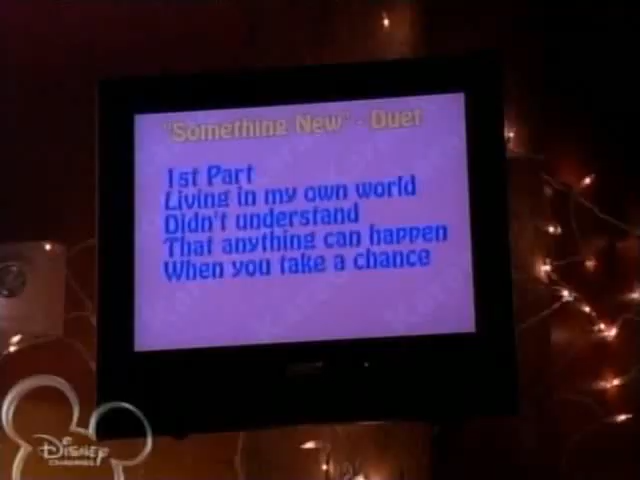 "Something New" - Duet
1st Part
Living in my own world
Didn't understand
That anything can happen
When you take a chance
Disney
CHANNEL